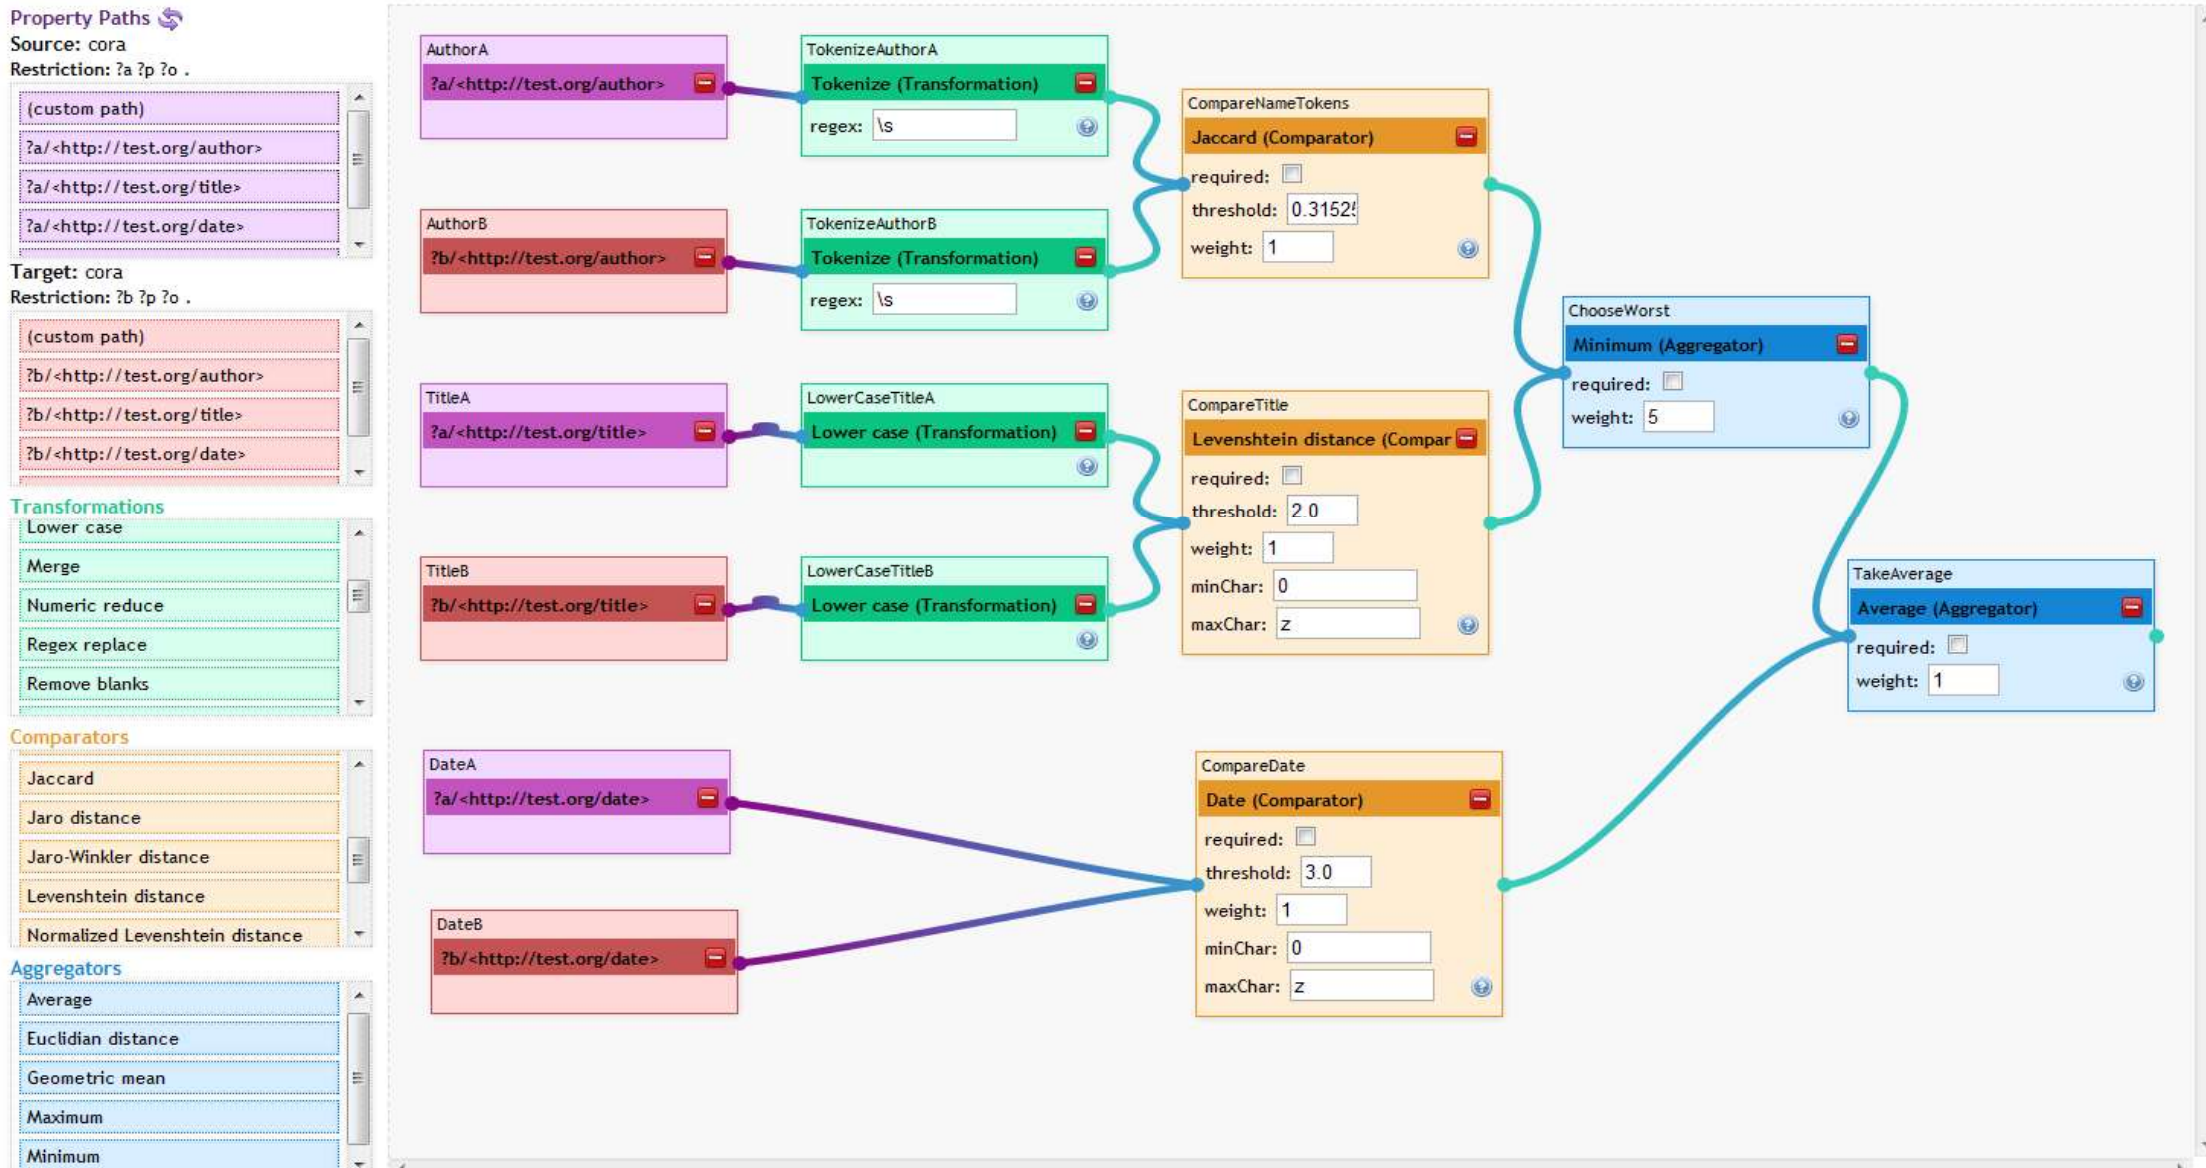 Property Paths
Source: cora
Restriction: ?a ?p ?o .
(custom path)
?a/<http://test.org/author>
?a/<http://test.org/title>
?a/<http://test.org/date>
Target: cora
Restriction: ?b ?p ?o .
(custom path)
?b/<http://test.org/author>
?b/<http://test.org/title>
?b/<http://test.org/date>
Transformations
Lower case
Merge
Numeric reduce
Regex replace
Remove blanks
Comparators
Jaccard
Jaro distance
Jaro-Winkler distance
Levenshtein distance
Normalized Levenshtein distance
Aggregators
Average
Euclidian distance
Geometric mean
Maximum
Minimum
AuthorA
?a/<http://test.org/author>
AuthorB
?b/<http://test.org/author>
TitleA
?a/<http://test.org/title>
TitleB
?b/<http://test.org/title>
DateA
?a/<http://test.org/date>
DateB
?b/<http://test.org/date>
TokenizeAuthorA
Tokenize (Transformation)
regex: \s
TokenizeAuthorB
Tokenize (Transformation)
regex: \s
LowerCaseTitleA
Lower case (Transformation)
LowerCaseTitleB
Lower case (Transformation)
CompareNameTokens
Jaccard (Comparator)
required:
threshold: 0.3152
weight: 1
CompareTitle
Levenshtein distance (Compar
required:
threshold: 2.0
weight: 1
minChar: 0
maxChar: z
CompareDate
Date (Comparator)
required:
threshold: 3.0
weight: 1
minChar: 0
maxChar: z
ChooseWorst
Minimum (Aggregator)
required:
weight: 5
TakeAverage
Average (Aggregator)
required:
weight: 1